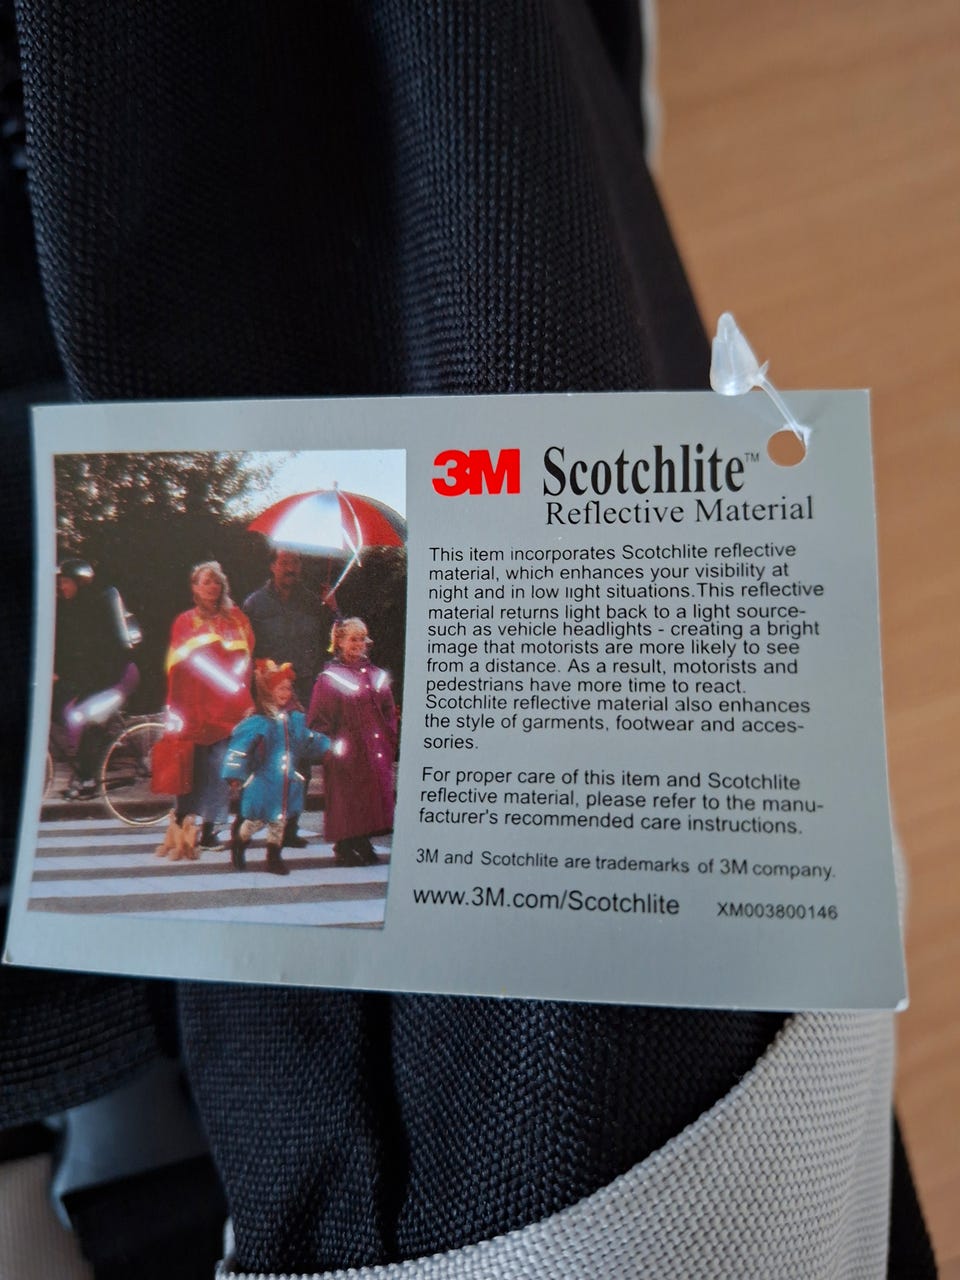 3M Scotchlite™
Reflective Material
This item incorporates Scotchlite reflective
material, which enhances your visibility at
night and in low light situations.This reflective
material returns light back to a light source-
such as vehicle headlights - creating a bright
image that motorists are more likely to see
from a distance. As a result, motorists and
pedestrians have more time to react.
Scotchlite reflective material also enhances
the style of garments, footwear and acces-
sories.
For proper care of this item and Scotchlite
reflective material, please refer to the manu-
facturer's recommended care instructions.
3M and Scotchlite are trademarks of 3M company.
www.3M.com/Scotchlite XM003800146